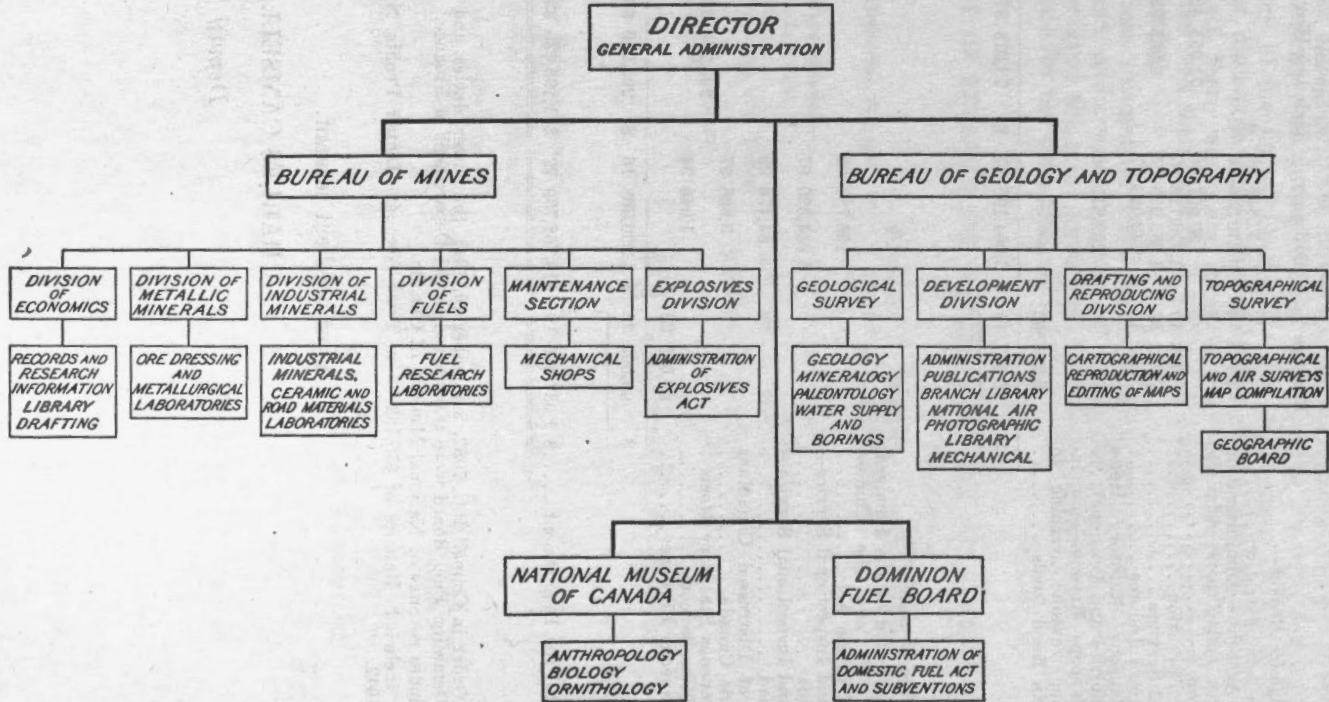 DIRECTOR
GENERAL ADMINISTRATION
BUREAU OF MINES
BUREAU OF GEOLOGY AND TOPOGRAPHY
DIVISION
OF
ECONOMICS
DIVISION OF
METALLIC
MINERALS
DIVISION OF
INDUSTRIAL
MINERALS
DIVISION
OF
FUELS
MAINTENANCE
SECTION
EXPLOSIVES
DIVISION
GEOLOGICAL
SURVEY
DEVELOPMENT
DIVISION
DRAFTING AND
REPRODUCING
DIVISION
TOPOGRAPHICAL
SURVEY
RECORDS AND
RESEARCH
INFORMATION
LIBRARY
DRAFTING
ORE DRESSING
AND
METALLURGICAL
LABORATORIES
INDUSTRIAL
MINERALS,
CERAMIC AND
ROAD MATERIALS
LABORATORIES
FUEL
RESEARCH
LABORATORIES
MECHANICAL
SHOPS
ADMINISTRATION
OF
EXPLOSIVES
ACT
GEOLOGY
MINERALOGY
PALEONTOLOGY
WATER SUPPLY
AND
BORINGS
ADMINISTRATION
PUBLICATIONS
BRANCH LIBRARY
NATIONAL AIR
PHOTOGRAPHIC
LIBRARY
MECHANICAL
CARTOGRAPHICAL
REPRODUCTION AND
EDITING OF MAPS
TOPOGRAPHICAL
AND AIR SURVEYS
MAP COMPILATION
GEOGRAPHIC
BOARD
NATIONAL MUSEUM
OF CANADA
DOMINION
FUEL BOARD
ANTHROPOLOGY
BIOLOGY
ORNITHOLOGY
ADMINISTRATION OF
DOMESTIC FUEL ACT
AND SUBVENTIONS